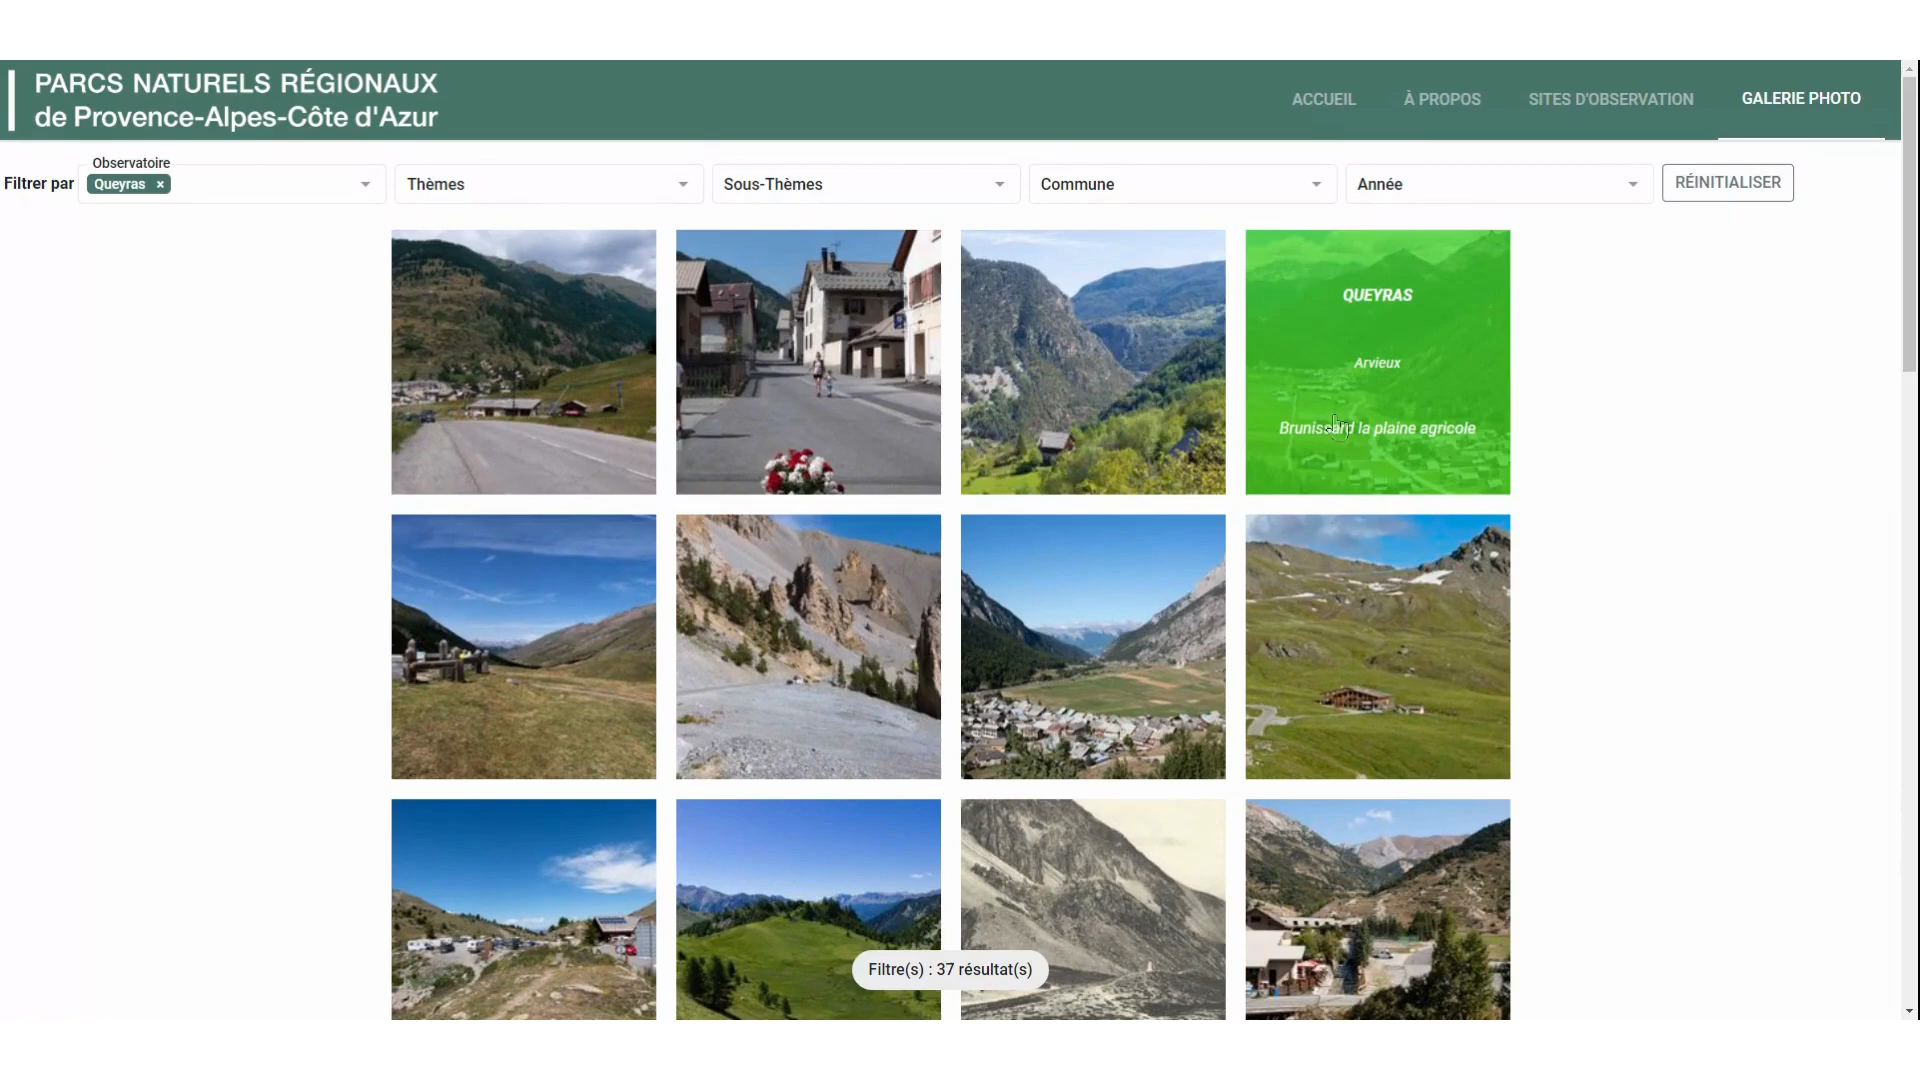 PARCS NATURELS RÉGIONAUX
de Provence-Alpes-Côte d'Azur
ACCUEIL
À PROPOS
SITES D'OBSERVATION
GALERIE PHOTO
Filtrer par
Observatoire
Queyras ×
Thèmes
Sous-Thèmes
Commune
Année
RÉINITIALISER
QUEYRAS
Arvieux
Brunissard la plaine agricole
Filtre(s) : 37 résultat(s)